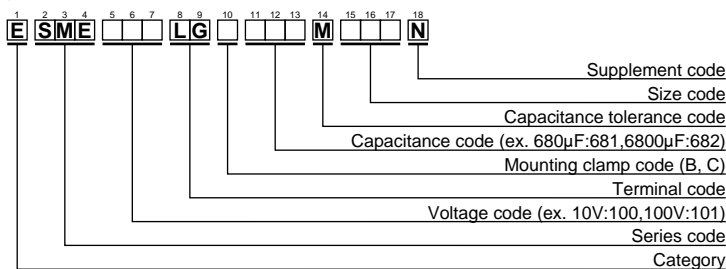 1 2 3 4 5 6 7 8 9 10 11 12 13 14 15 16 17 18
E SME LG M N
Supplement code
Size code
Capacitance tolerance code
Capacitance code (ex. 680μF:681,6800μF:682)
Mounting clamp code (B, C)
Terminal code
Voltage code (ex. 10V:100,100V:101)
Series code
Category